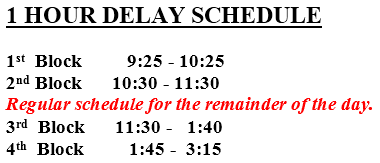 1 HOUR DELAY SCHEDULE
1st Block 9:25 - 10:25
2nd Block 10:30 - 11:30
Regular schedule for the remainder of the day.
3rd Block 11:30 - 1:40
4th Block 1:45 - 3:15